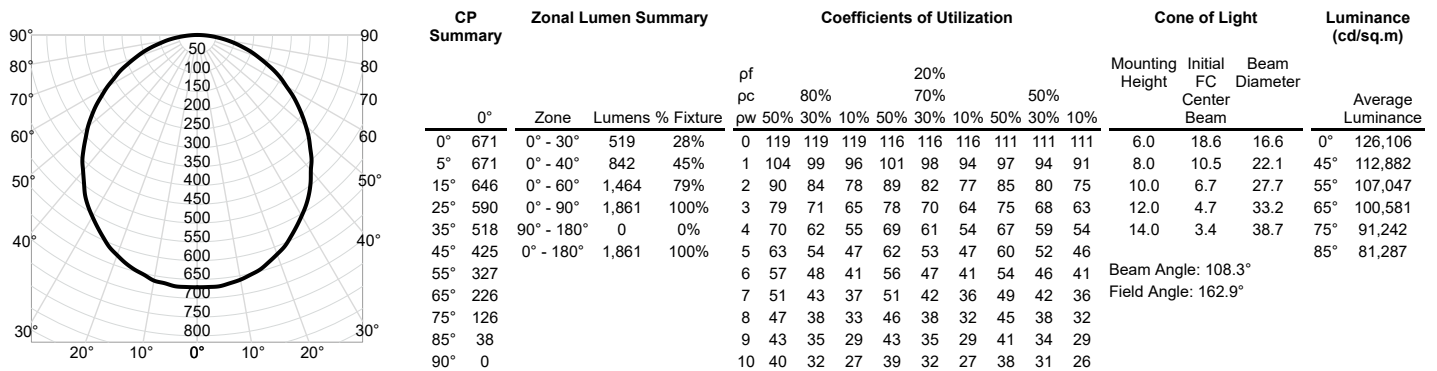 90° 90
80° 80
70° 70
60° 60
50° 50°
40° 40°
30° 30°
20° 10° 0° 10° 20°
50
100
150
200
250
300
350
400
450
500
550
600
650
700
750
800
CP Summary
0°
0° 671
5° 671
15° 646
25° 590
35° 518
45° 425
55° 327
65° 226
75° 126
85° 38
90° 0
Zonal Lumen Summary
Zone Lumens % Fixture
0° - 30° 519 28%
0° - 40° 842 45%
0° - 60° 1,464 79%
0° - 90° 1,861 100%
90° - 180° 0 0%
0° - 180° 1,861 100%
Coefficients of Utilization
ρf 20%
ρc 80% 70% 50%
ρw 50% 30% 10% 50% 30% 10% 50% 30% 10%
0 119 119 119 116 116 116 111 111 111
1 104 99 96 101 98 94 97 94 91
2 90 84 78 89 82 77 85 80 75
3 79 71 65 78 70 64 75 68 63
4 70 62 55 69 61 54 67 59 54
5 63 54 47 62 53 47 60 52 46
6 57 48 41 56 47 41 54 46 41
7 51 43 37 51 42 36 49 42 36
8 47 38 33 46 38 32 45 38 32
9 43 35 29 43 35 29 41 34 29
10 40 32 27 39 32 27 38 31 26
Cone of Light
Mounting Height Initial FC Center Beam Beam Diameter
6.0 18.6 16.6
8.0 10.5 22.1
10.0 6.7 27.7
12.0 4.7 33.2
14.0 3.4 38.7
Beam Angle: 108.3°
Field Angle: 162.9°
Luminance (cd/sq.m)
Average Luminance
0° 126,106
45° 112,882
55° 107,047
65° 100,581
75° 91,242
85° 81,287